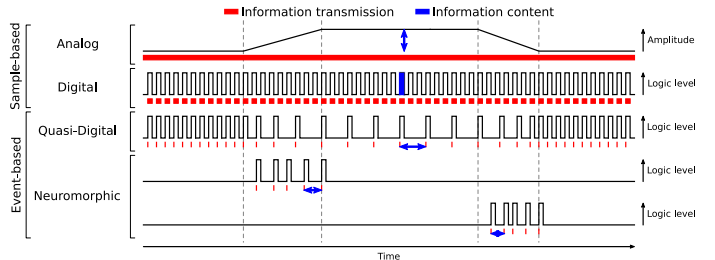 Information transmission
Information content
Sample-based
Analog
Amplitude
Digital
Logic level
Event-based
Quasi-Digital
Logic level
Neuromorphic
Logic level
Logic level
Time